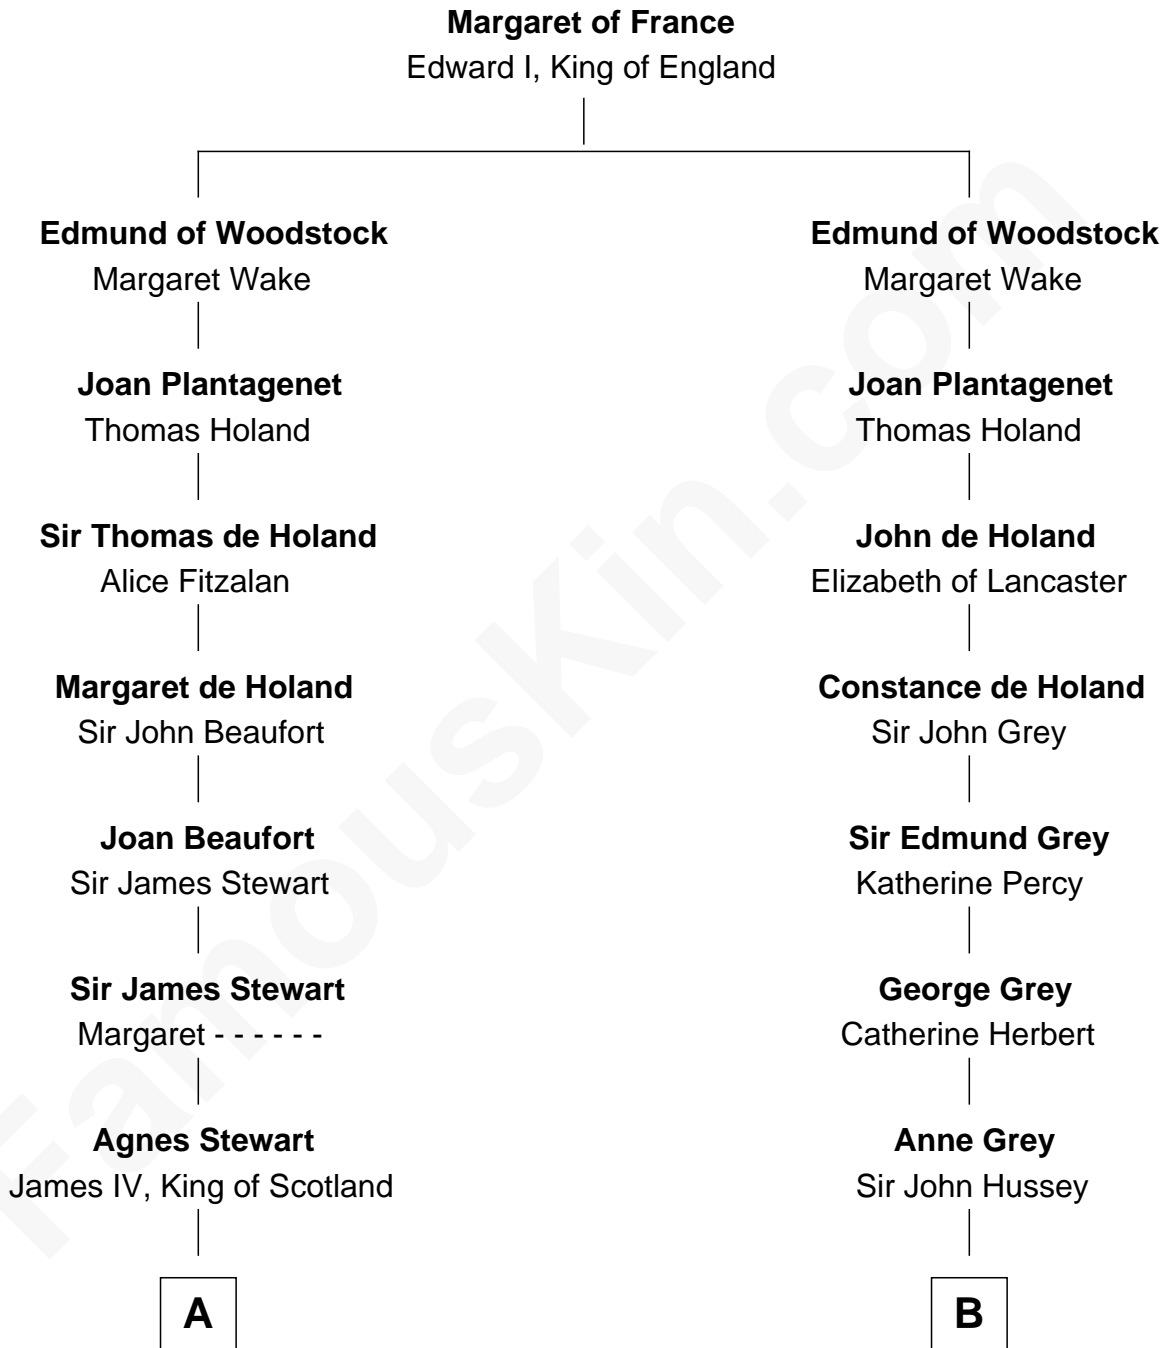 Margaret of France
Edward I, King of England
Edmund of Woodstock
Margaret Wake
Joan Plantagenet
Thomas Holand
Sir Thomas de Holand
Alice Fitzalan
Margaret de Holand
Sir John Beaufort
Joan Beaufort
Sir James Stewart
Sir James Stewart
Margaret - - - - - -
Agnes Stewart
James IV, King of Scotland
A
Edmund of Woodstock
Margaret Wake
Joan Plantagenet
Thomas Holand
John de Holand
Elizabeth of Lancaster
Constance de Holand
Sir John Grey
Sir Edmund Grey
Katherine Percy
George Grey
Catherine Herbert
Anne Grey
Sir John Hussey
B
FamousKin.com